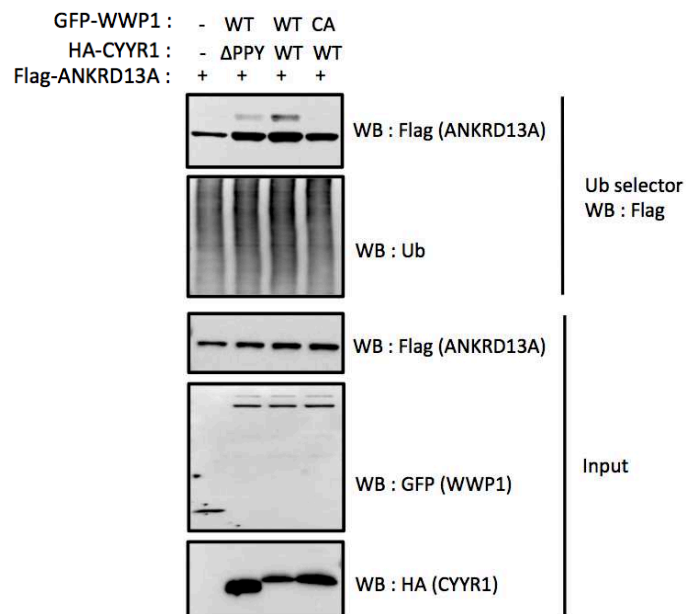 GFP-WWP1 : - WT WT CA
HA-CYYR1 : - ΔPPY WT WT
Flag-ANKRD13A : + + + +
WB : Flag (ANKRD13A)
Ub selector
WB : Flag
WB : Ub
WB : Flag (ANKRD13A)
Input
WB : GFP (WWP1)
WB : HA (CYYR1)